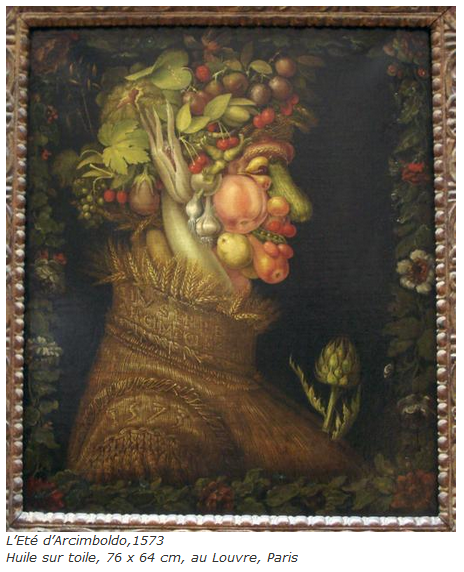 L’Eté d’Arcimboldo,1573
Huile sur toile, 76 x 64 cm, au Louvre, Paris